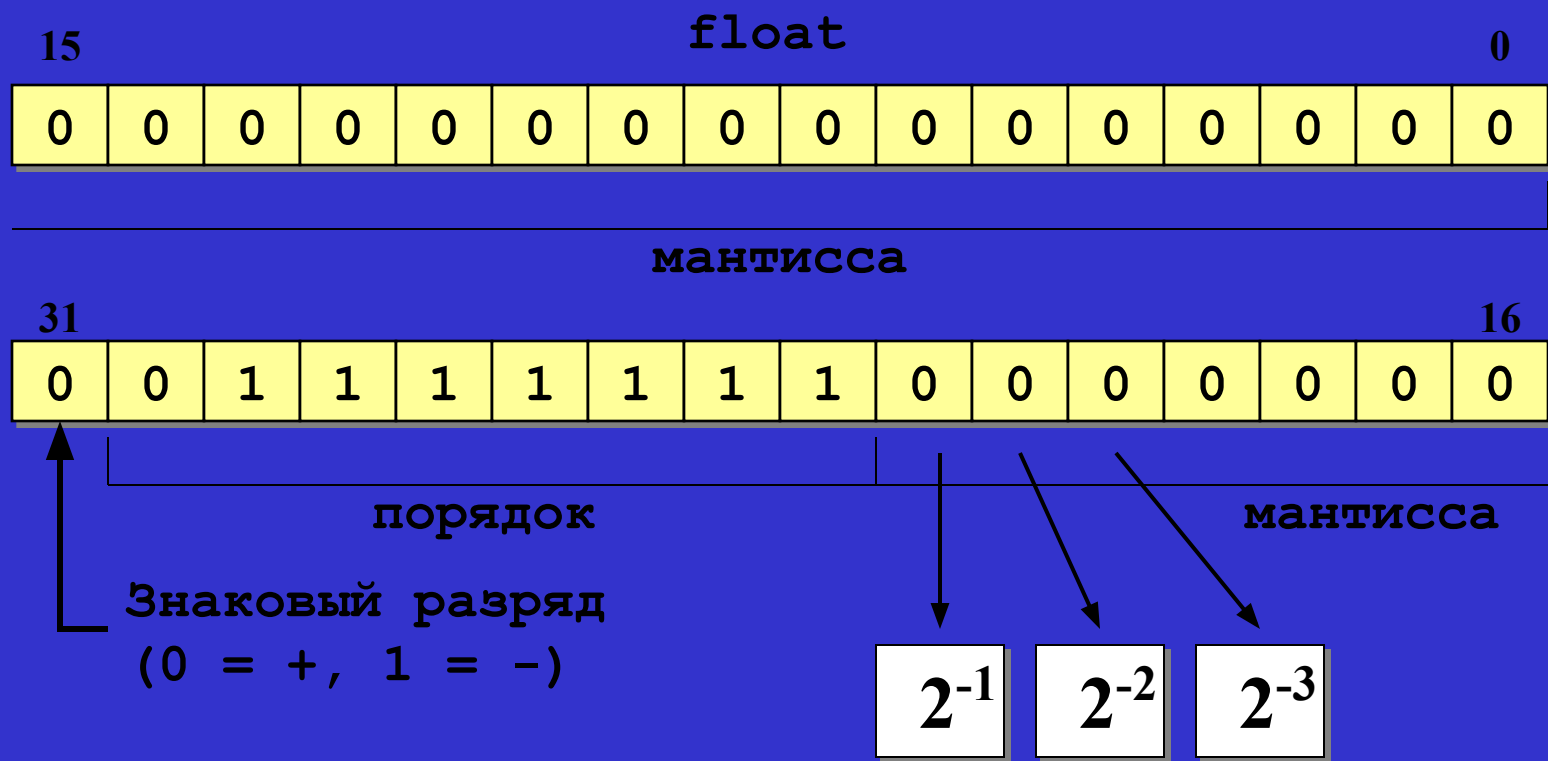 float
15 0
0 0 0 0 0 0 0 0 0 0 0 0 0 0 0 0
мантисса
31 16
0 0 1 1 1 1 1 1 1 0 0 0 0 0 0 0
порядок мантисса
Знаковый разряд
(0 = +, 1 = -)
2⁻¹ 2⁻² 2⁻³